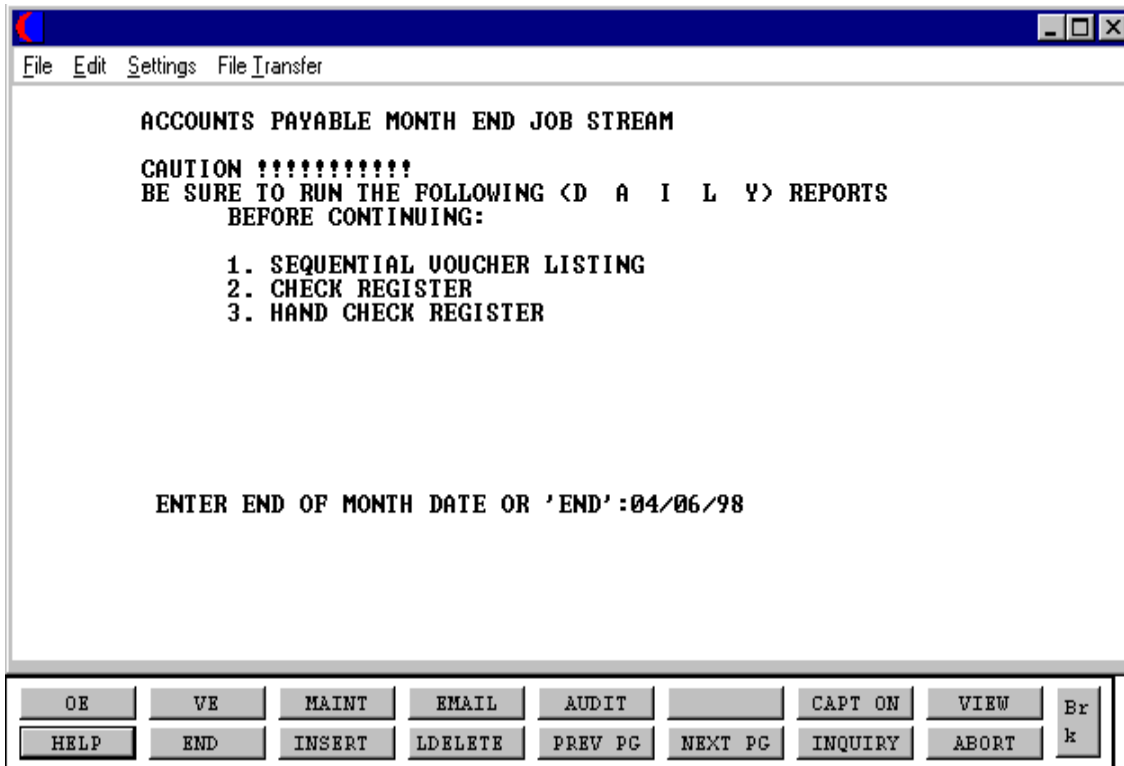 File Edit Settings File Transfer
ACCOUNTS PAYABLE MONTH END JOB STREAM
CAUTION !!!!!!!!!!!
BE SURE TO RUN THE FOLLOWING (D A I L Y) REPORTS
BEFORE CONTINUING:
1. SEQUENTIAL VOUCHER LISTING
2. CHECK REGISTER
3. HAND CHECK REGISTER
ENTER END OF MONTH DATE OR 'END':04/06/98
OE VE MAINT EMAIL AUDIT CAPT ON VIEW Br
HELP END INSERT LDELETE PREV PG NEXT PG INQUIRY ABORT k